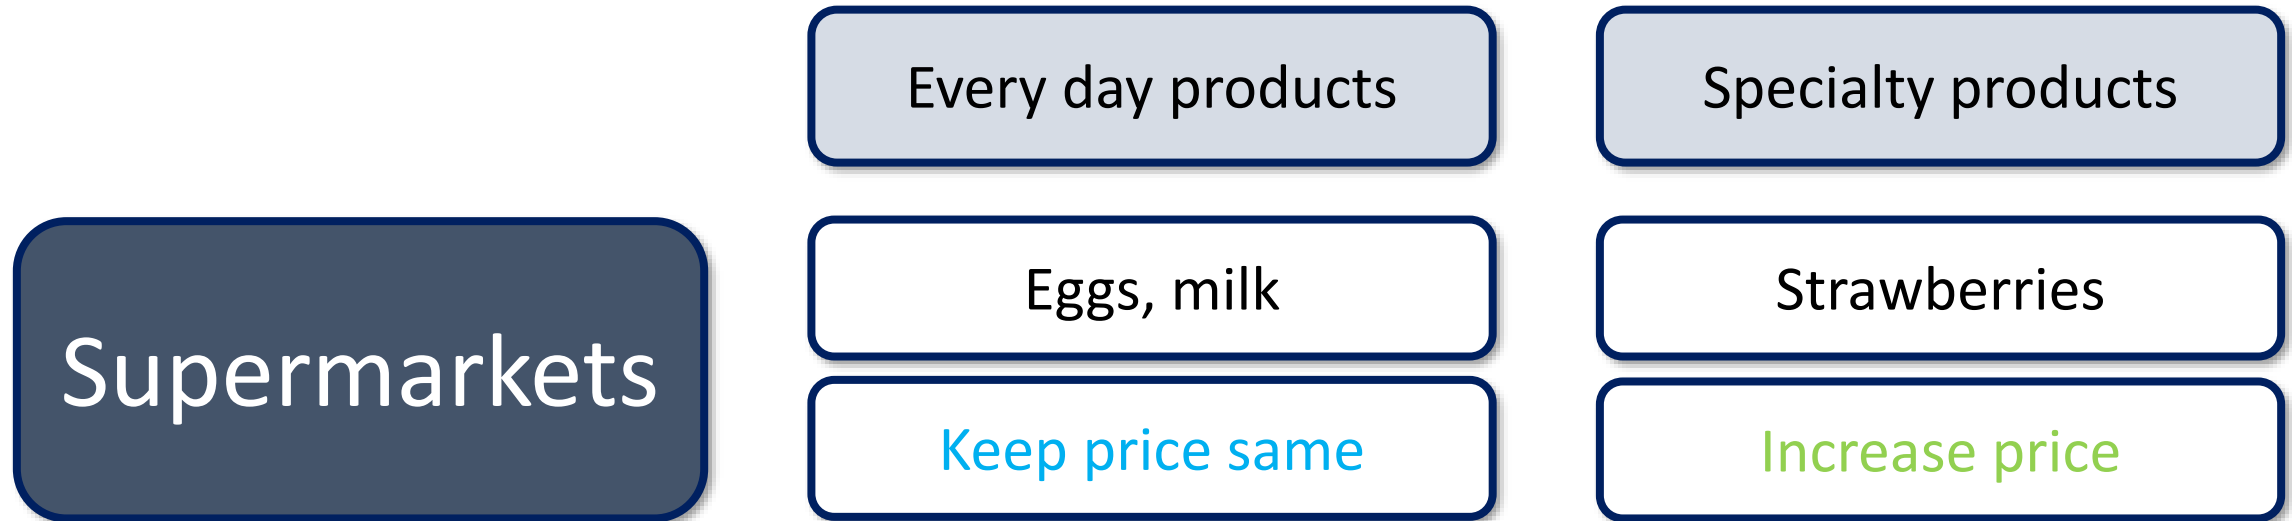 Every day products
Specialty products
Supermarkets
Eggs, milk
Strawberries
Keep price same
Increase price